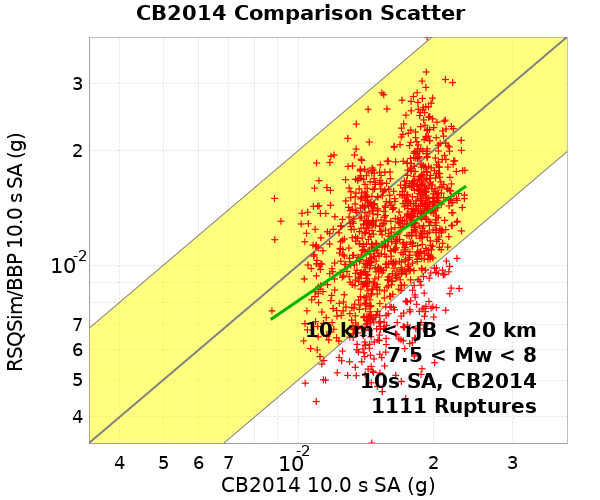 CB2014 Comparison Scatter
RSQSim/BBP 10.0 s SA (g)
3
2
10-2
7
6
5
4
10 km < rJB < 20 km
7.5 < Mw < 8
10s SA, CB2014
1111 Ruptures
4 5 6 7 10-2 2 3
CB2014 10.0 s SA (g)